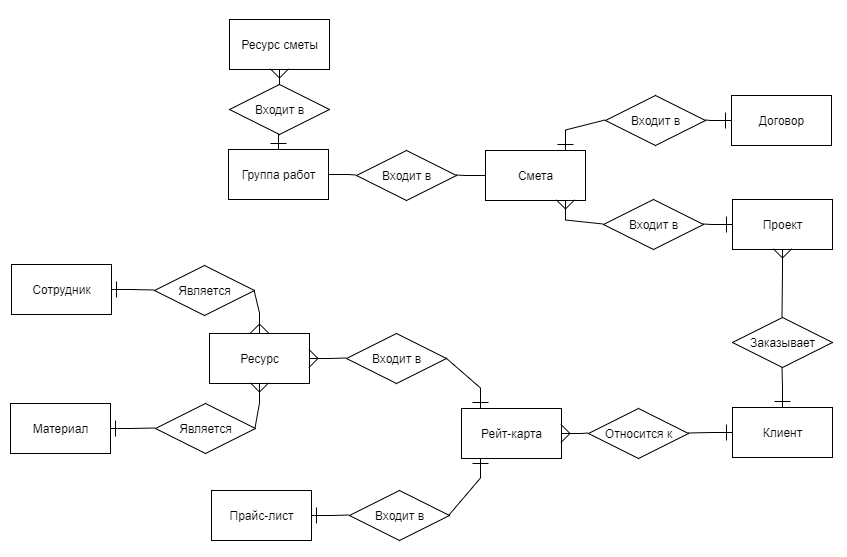 Ресурс сметы
Входит в
Группа работ
Входит в
Смета
Входит в
Договор
Входит в
Проект
Сотрудник
Является
Ресурс
Входит в
Заказывает
Материал
Является
Рейт-карта
Относится к
Клиент
Прайс-лист
Входит в